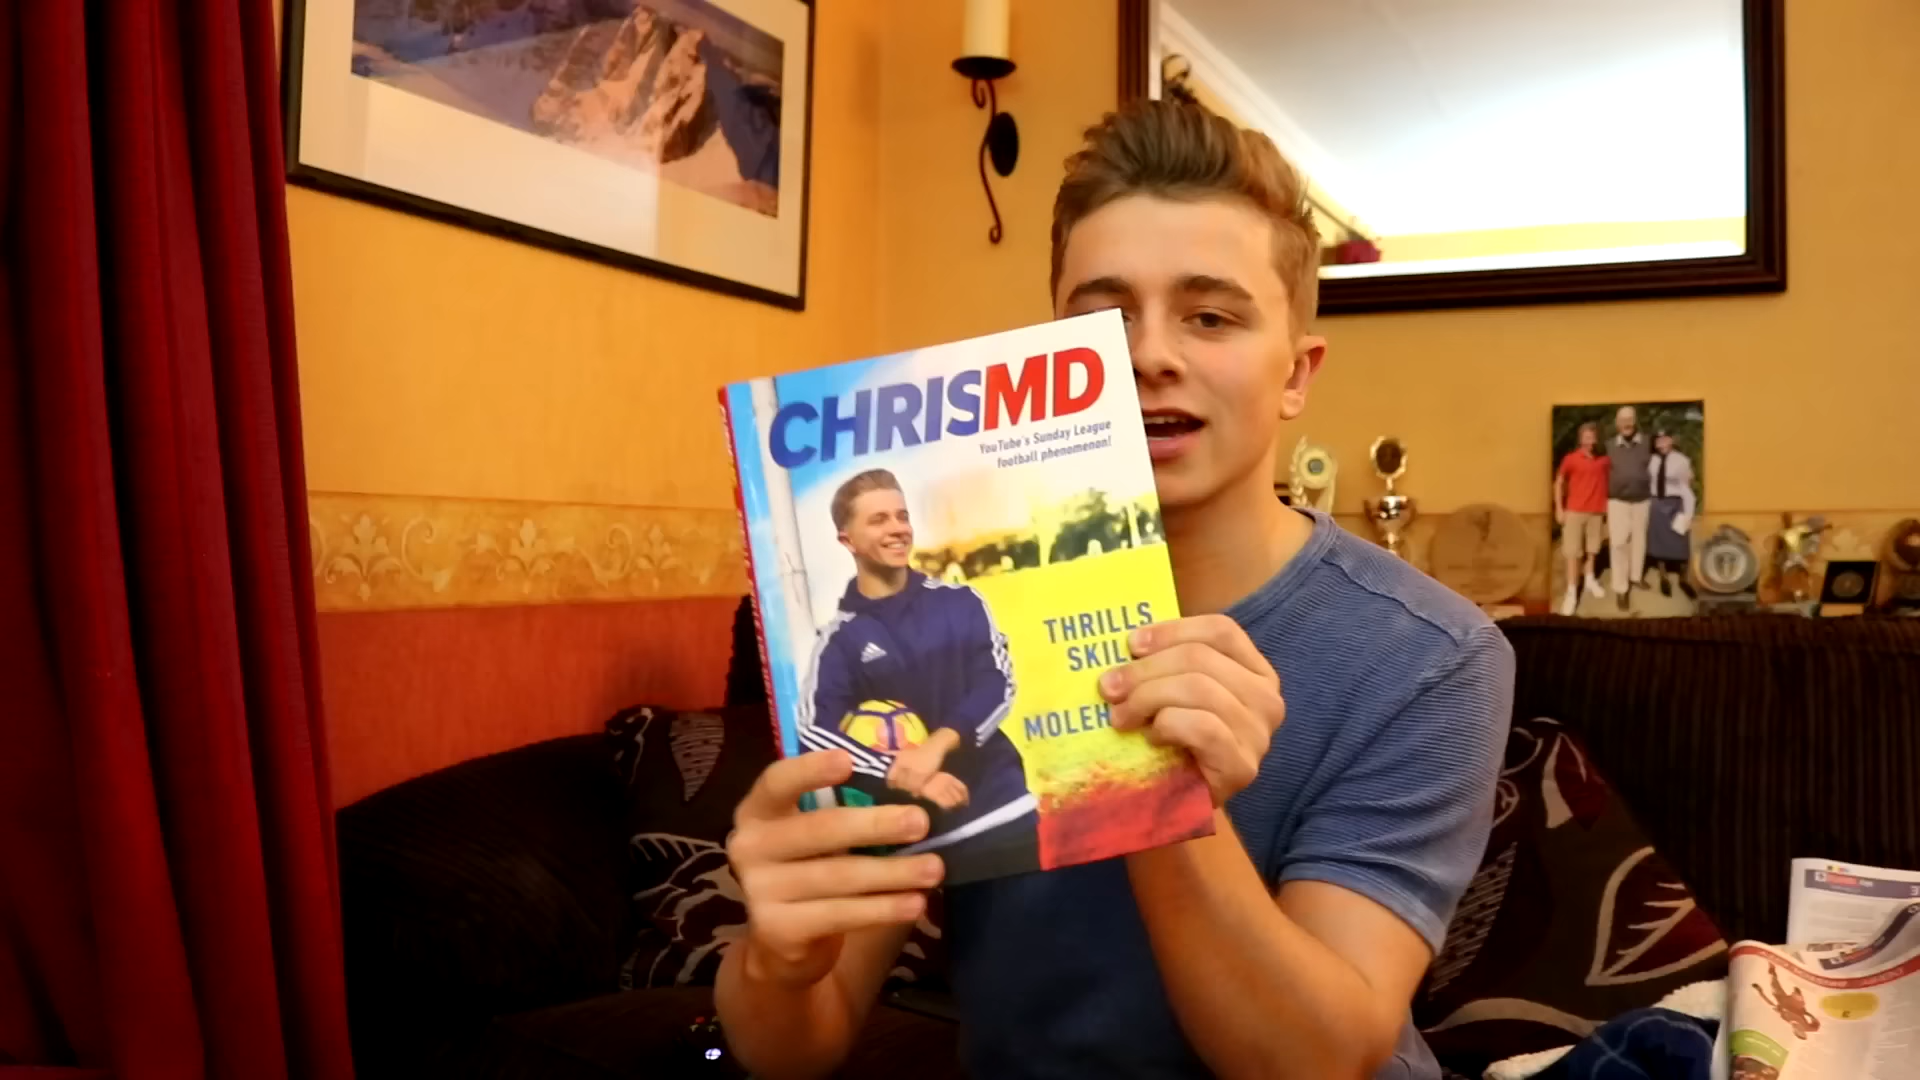 CHRISMD
YouTube's Sunday League
football phenomenon!
THRILLS
SKIL
MOLEH